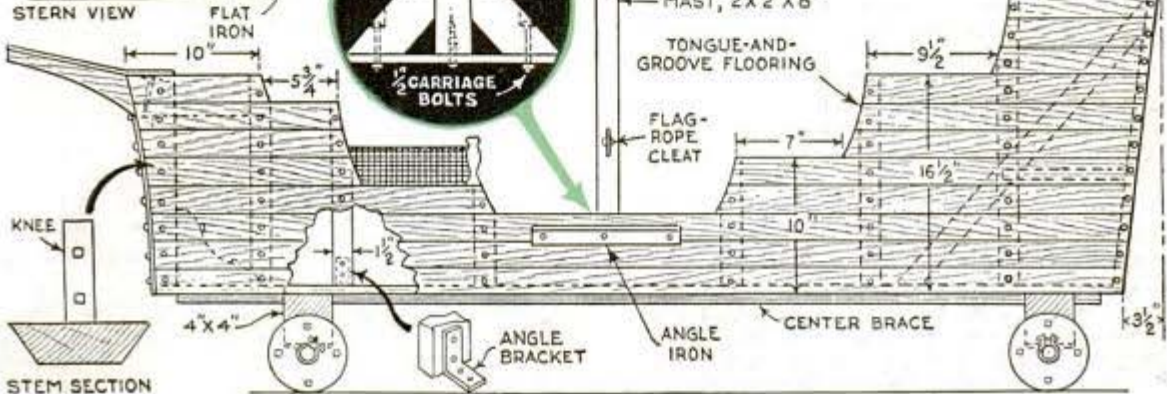 STERN VIEW
FLAT
IRON
10"
5 3/4"
1/2" CARRIAGE
BOLTS
MAST, 2 X 2 X 8
TONGUE-AND-
GROOVE FLOORING
9 1/2"
FLAG-
ROPE
CLEAT
7"
16 1/2"
10"
KNEE
1 1/2"
4" X 4"
ANGLE
BRACKET
ANGLE
IRON
CENTER BRACE
3 1/2"
STEM SECTION